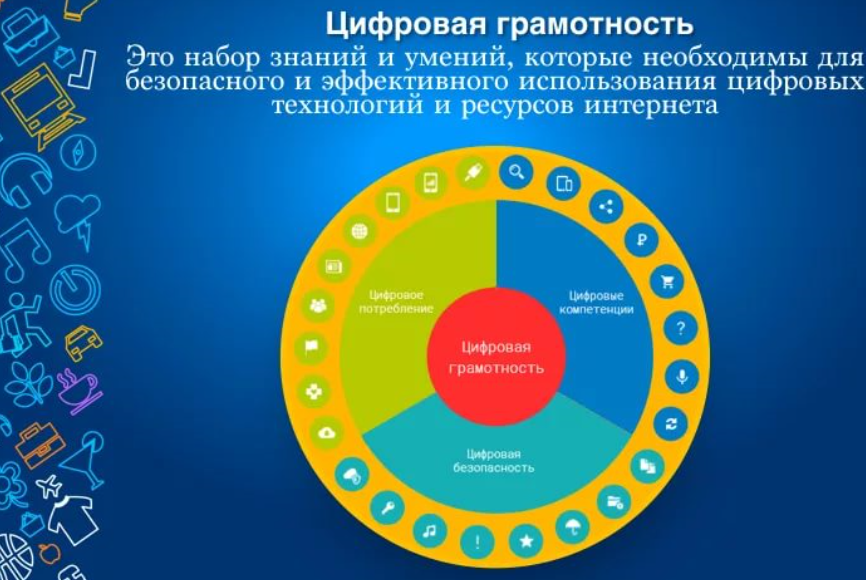 Цифровая грамотность
Это набор знаний и умений, которые необходимы для
безопасного и эффективного использования цифровых
технологий и ресурсов интернета
Цифровое
потребление
Цифровые
компетенции
Цифровая
грамотность
Цифровая
безопасность